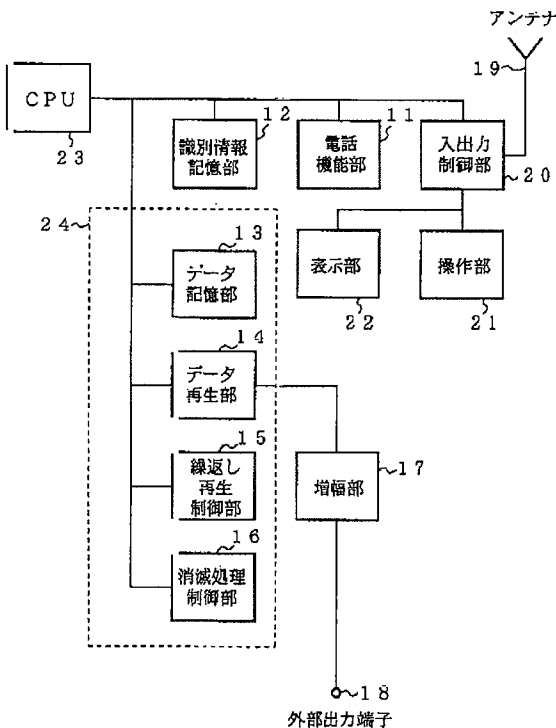 アンテナ
19
CPU
23
12
識別情報
記憶部
11
電話
機能部
入出力
制御部
20
24
13
データ
記憶部
表示部
22
操作部
21
14
データ
再生部
15
繰返し
再生
制御部
増幅部
17
16
消滅処理
制御部
18
外部出力端子